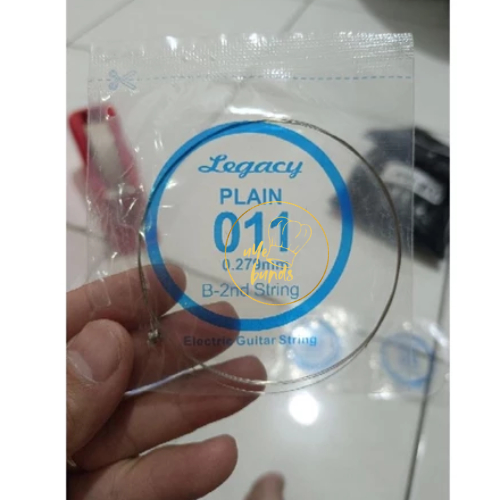 Legacy
PLAIN
011
0.279mm
B-2nd String
Electric Guitar String